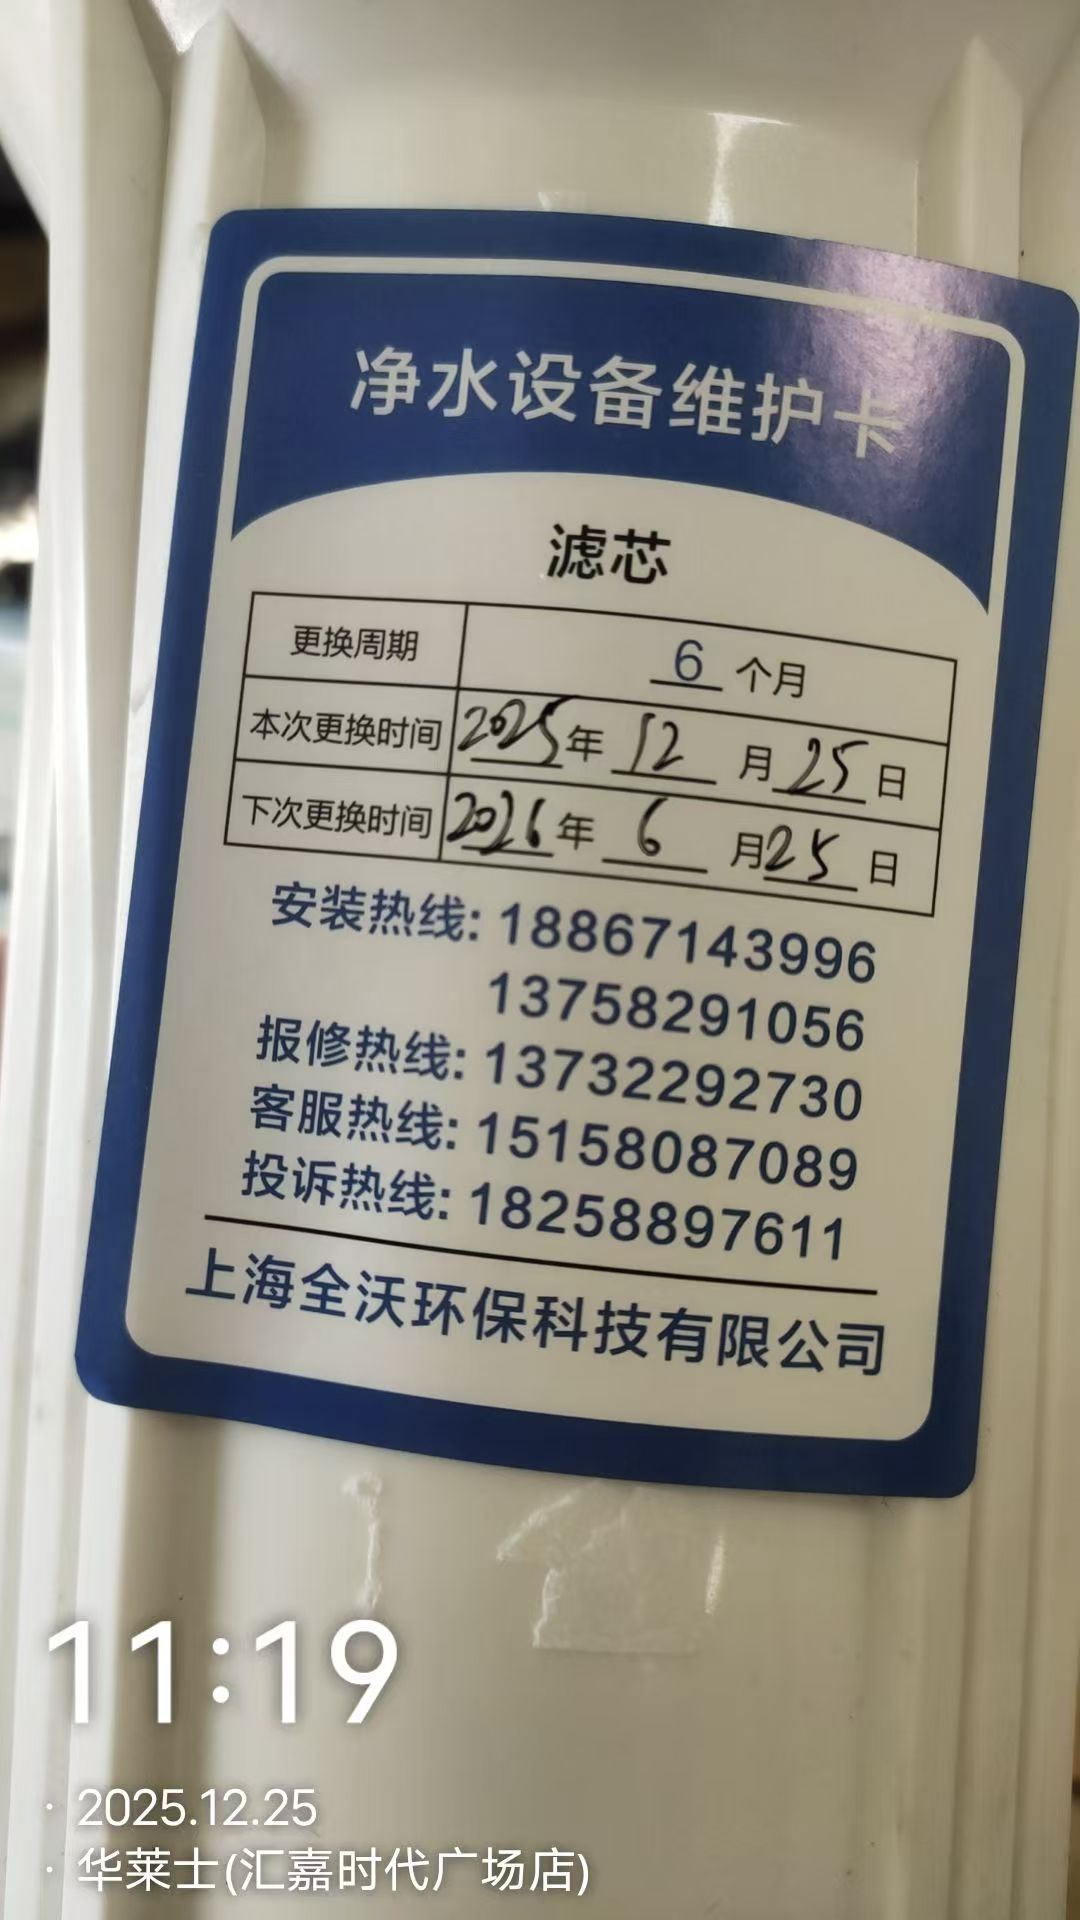 净水设备维护卡
滤芯
更换周期 6 个月
本次更换时间 2025年 12 月 25 日
下次更换时间 2026年 6 月 25 日
安装热线: 18867143996
13758291056
报修热线: 13732292730
客服热线: 15158087089
投诉热线: 18258897611
上海全沃环保科技有限公司
11:19
· 2025.12.25
· 华莱士(汇嘉时代广场店)